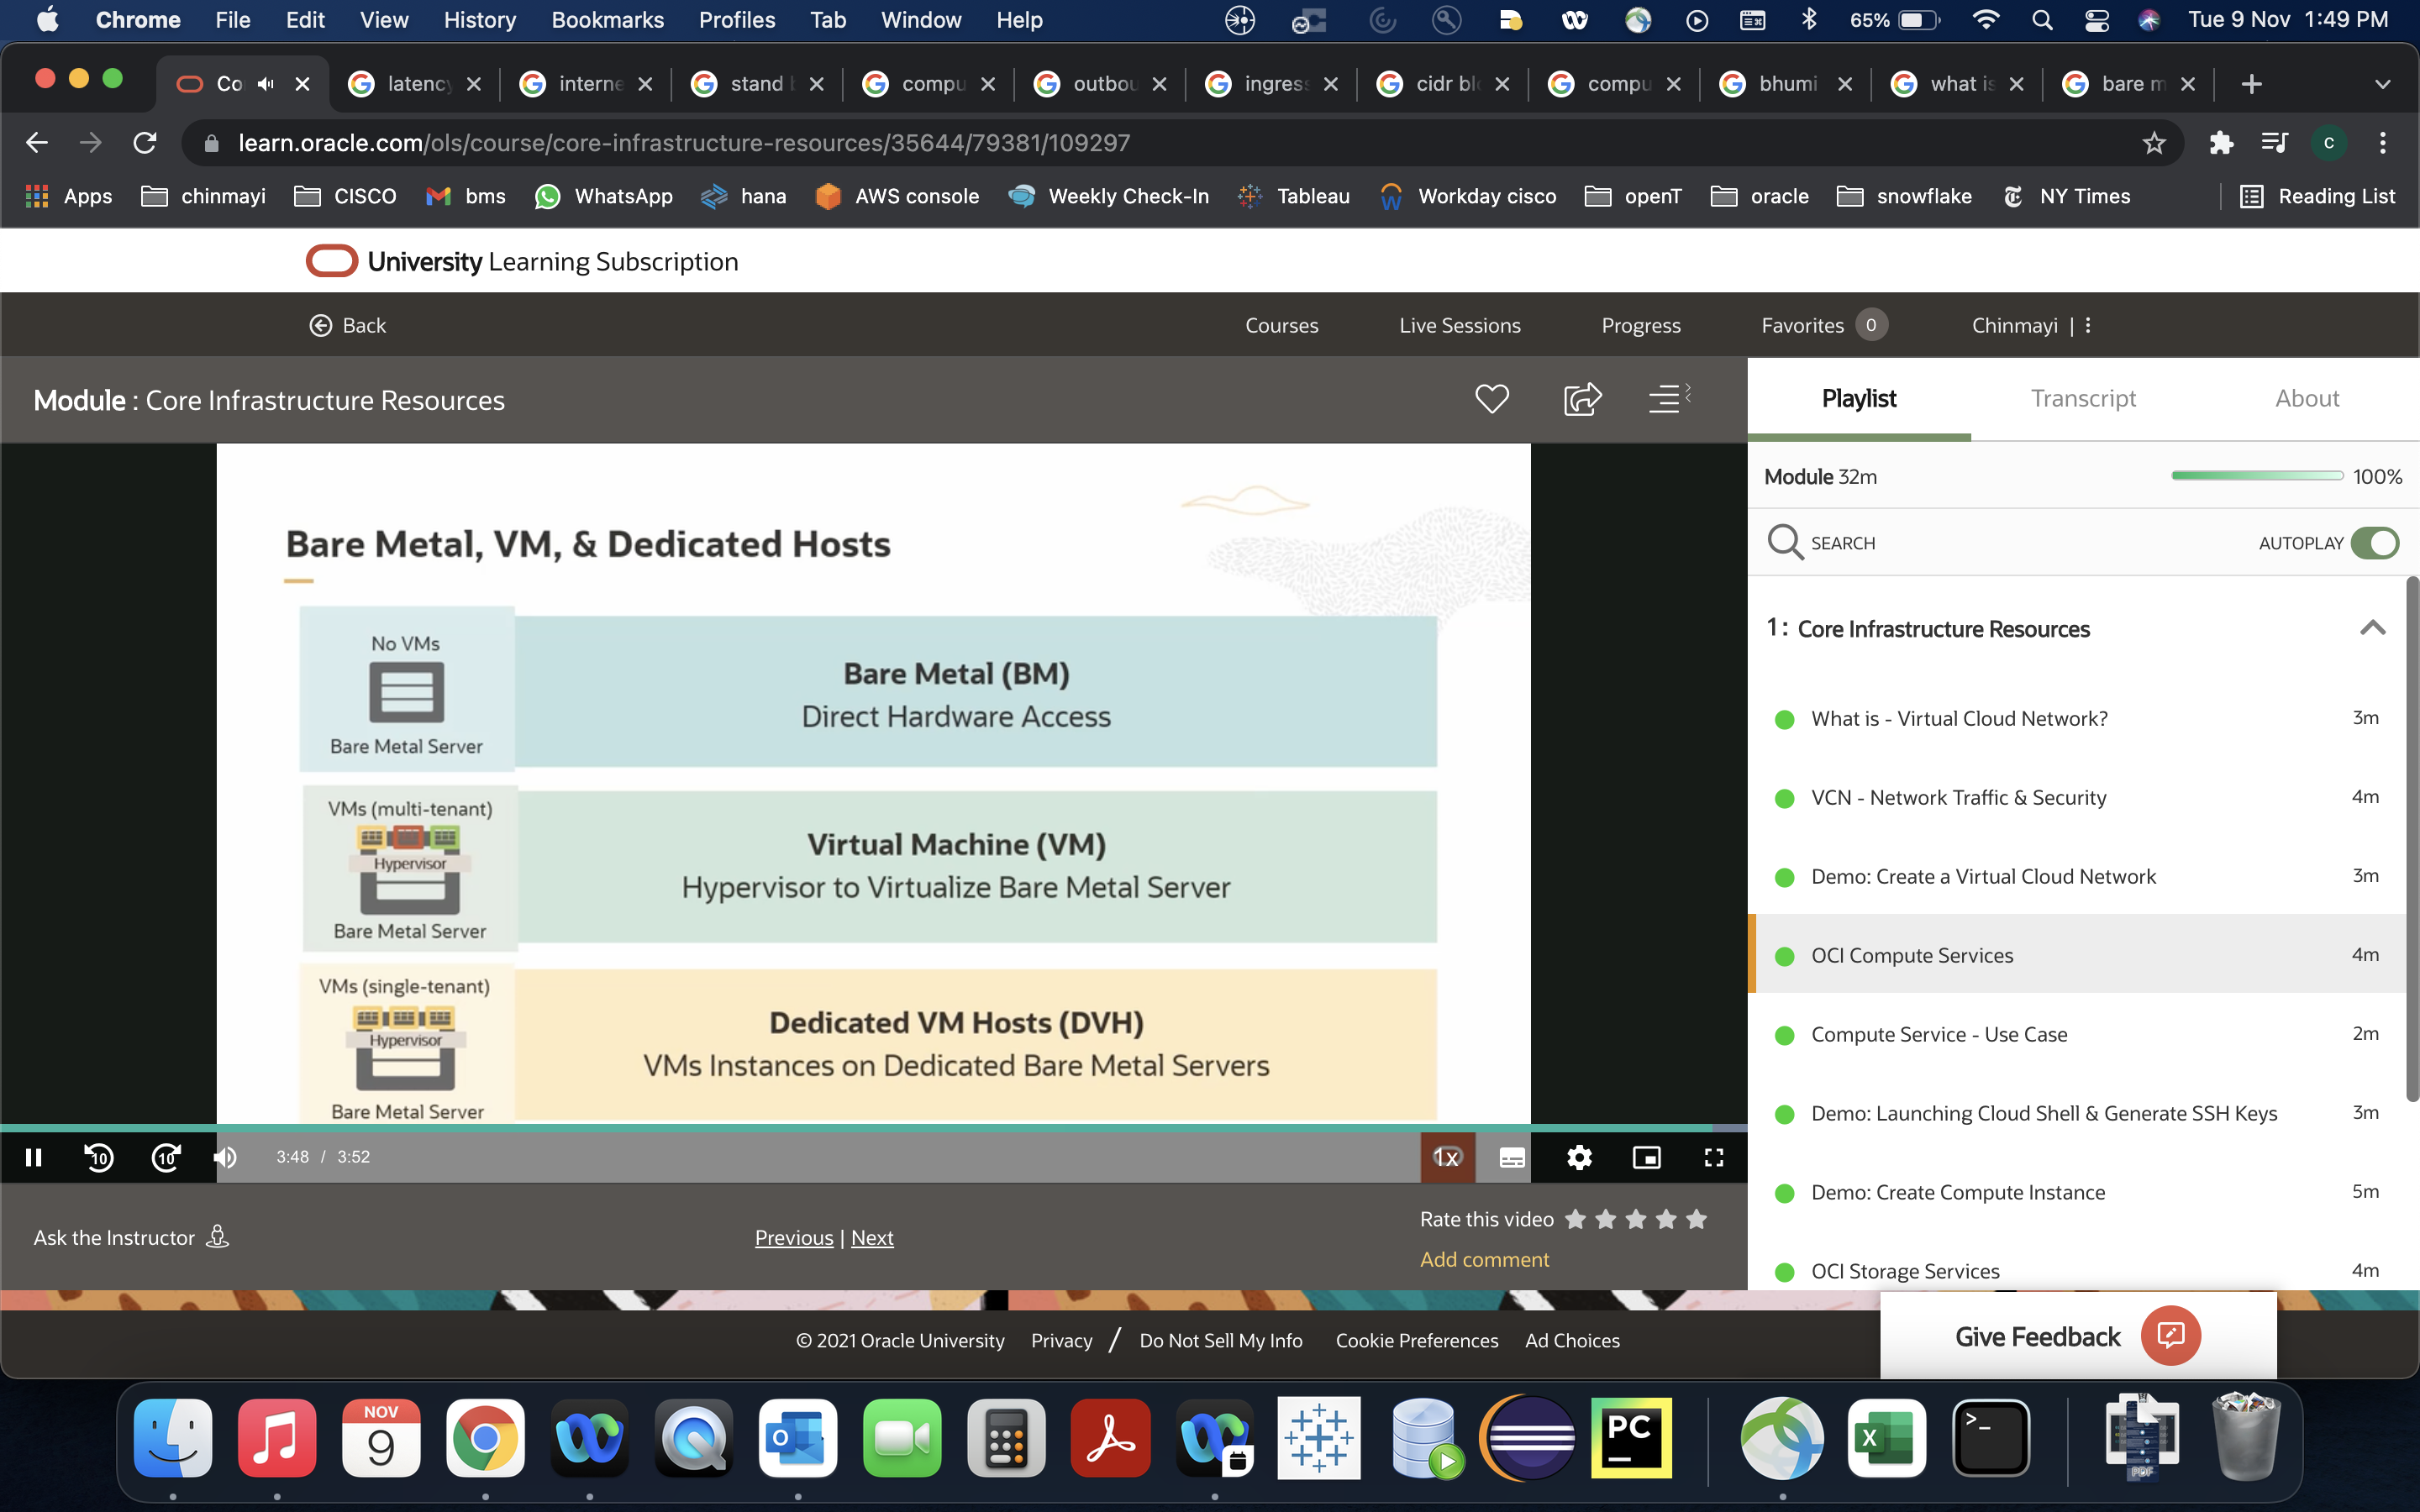 Chrome File Edit View History Bookmarks Profiles Tab Window Help 65% Tue 9 Nov 1:49 PM
Co latency interne stand b compu outbou ingres cidr bl compu bhumi what is bare m
learn.oracle.com/ols/course/core-infrastructure-resources/35644/79381/109297 c
Apps chinmayi CISCO bms WhatsApp hana AWS console Weekly Check-In Tableau Workday cisco openT oracle snowflake NY Times Reading List
University Learning Subscription
Back Courses Live Sessions Progress Favorites 0 Chinmayi |
Module : Core Infrastructure Resources
Bare Metal, VM, & Dedicated Hosts
No VMs
Bare Metal Server
Bare Metal (BM)
Direct Hardware Access
VMs (multi-tenant)
Hypervisor
Bare Metal Server
Virtual Machine (VM)
Hypervisor to Virtualize Bare Metal Server
VMs (single-tenant)
Hypervisor
Bare Metal Server
Dedicated VM Hosts (DVH)
VMs Instances on Dedicated Bare Metal Servers
10 10 3:48 / 3:52 1x
Ask the Instructor
Previous | Next
Rate this video
Add comment
Playlist Transcript About
Module 32m 100%
SEARCH AUTOPLAY
1: Core Infrastructure Resources
What is - Virtual Cloud Network? 3m
VCN - Network Traffic & Security 4m
Demo: Create a Virtual Cloud Network 3m
OCI Compute Services 4m
Compute Service - Use Case 2m
Demo: Launching Cloud Shell & Generate SSH Keys 3m
Demo: Create Compute Instance 5m
OCI Storage Services 4m
© 2021 Oracle University Privacy / Do Not Sell My Info Cookie Preferences Ad Choices
Give Feedback
NOV
9
O
PC
X
>_
PDF